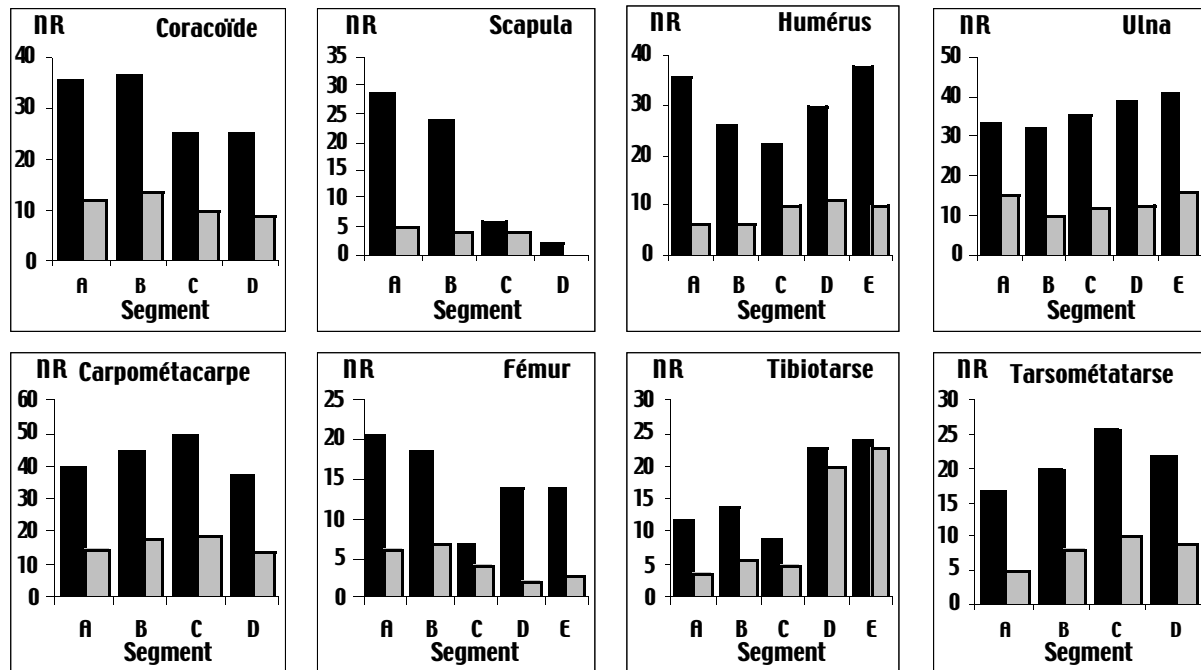 NR Coracoïde
40
30
20
10
0
A B C D
Segment
NR Scapula
35
30
25
20
15
10
5
0
A B C D
Segment
NR Humérus
40
30
20
10
0
A B C D E
Segment
NR Ulna
50
40
30
20
10
0
A B C D E
Segment
NR Carpométacarpe
60
50
40
30
20
10
0
A B C D
Segment
NR Fémur
25
20
15
10
5
0
A B C D E
Segment
NR Tibiotarse
30
25
20
15
10
5
0
A B C D E
Segment
NR Tarsométatarse
30
25
20
15
10
5
0
A B C D
Segment